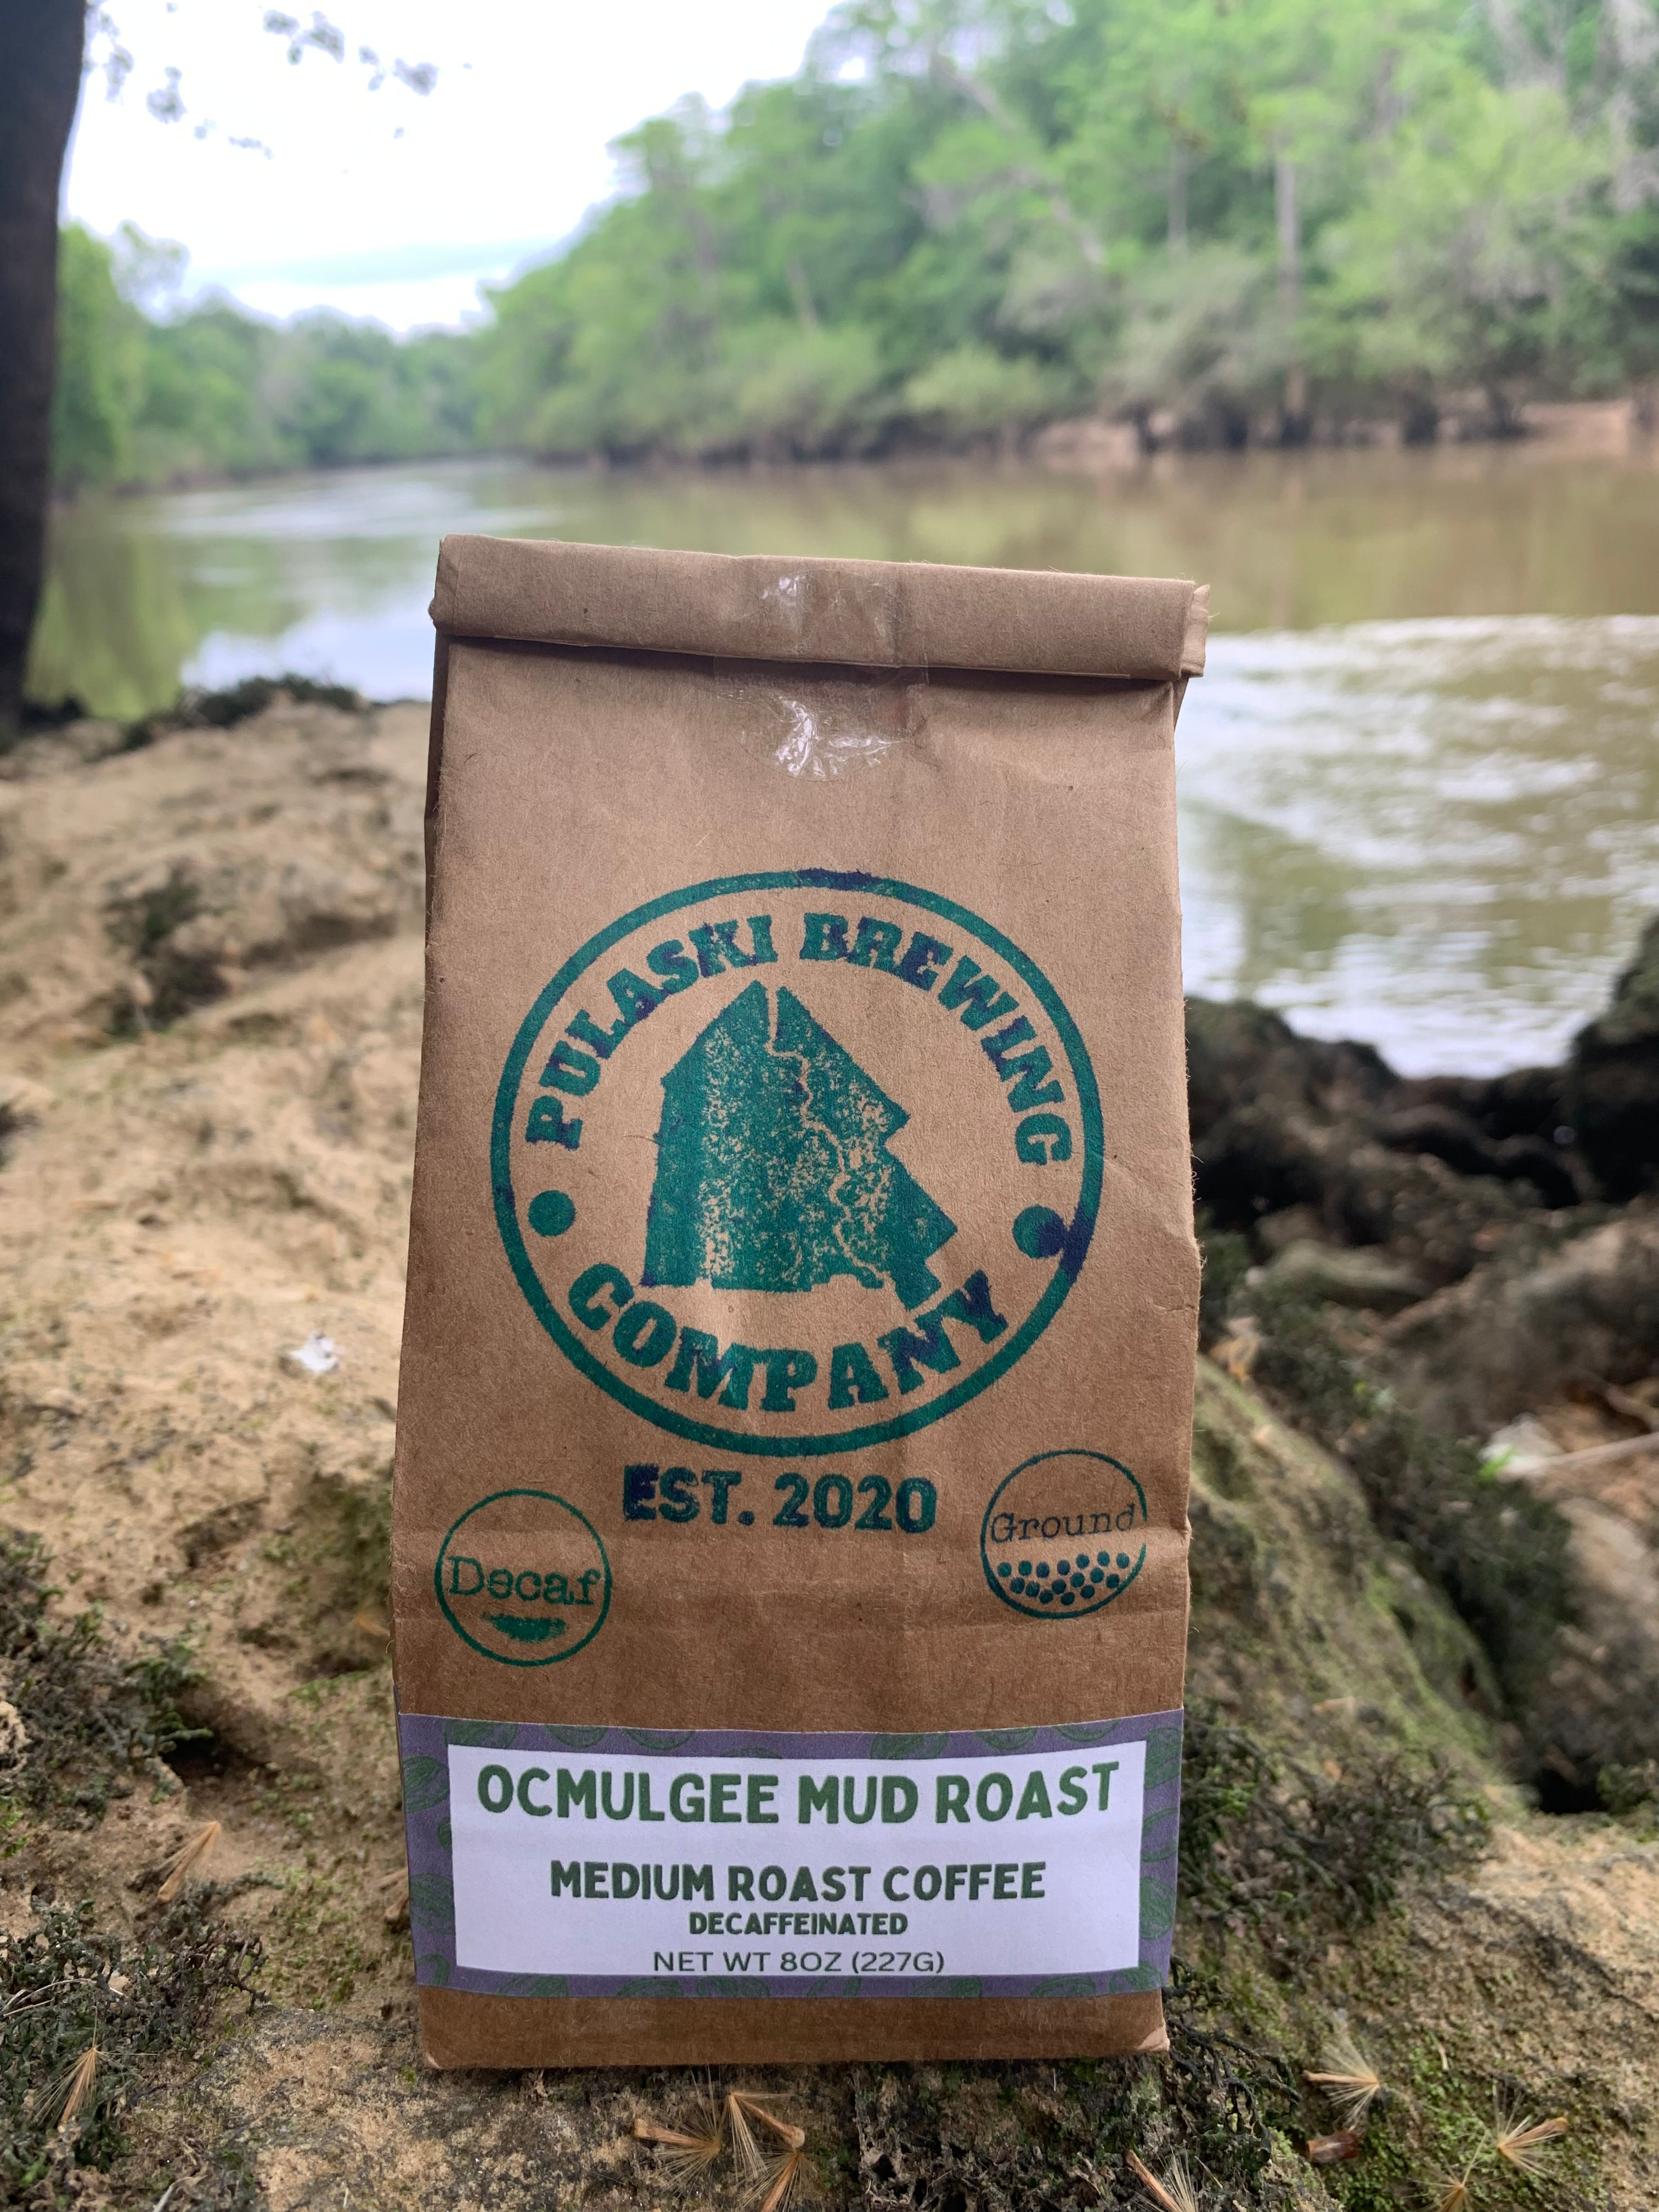 PULASKI BREWING
COMPANY
EST. 2020
Decaf
Ground
OCMULGEE MUD ROAST
MEDIUM ROAST COFFEE
DECAFFEINATED
NET WT 8OZ (227G)